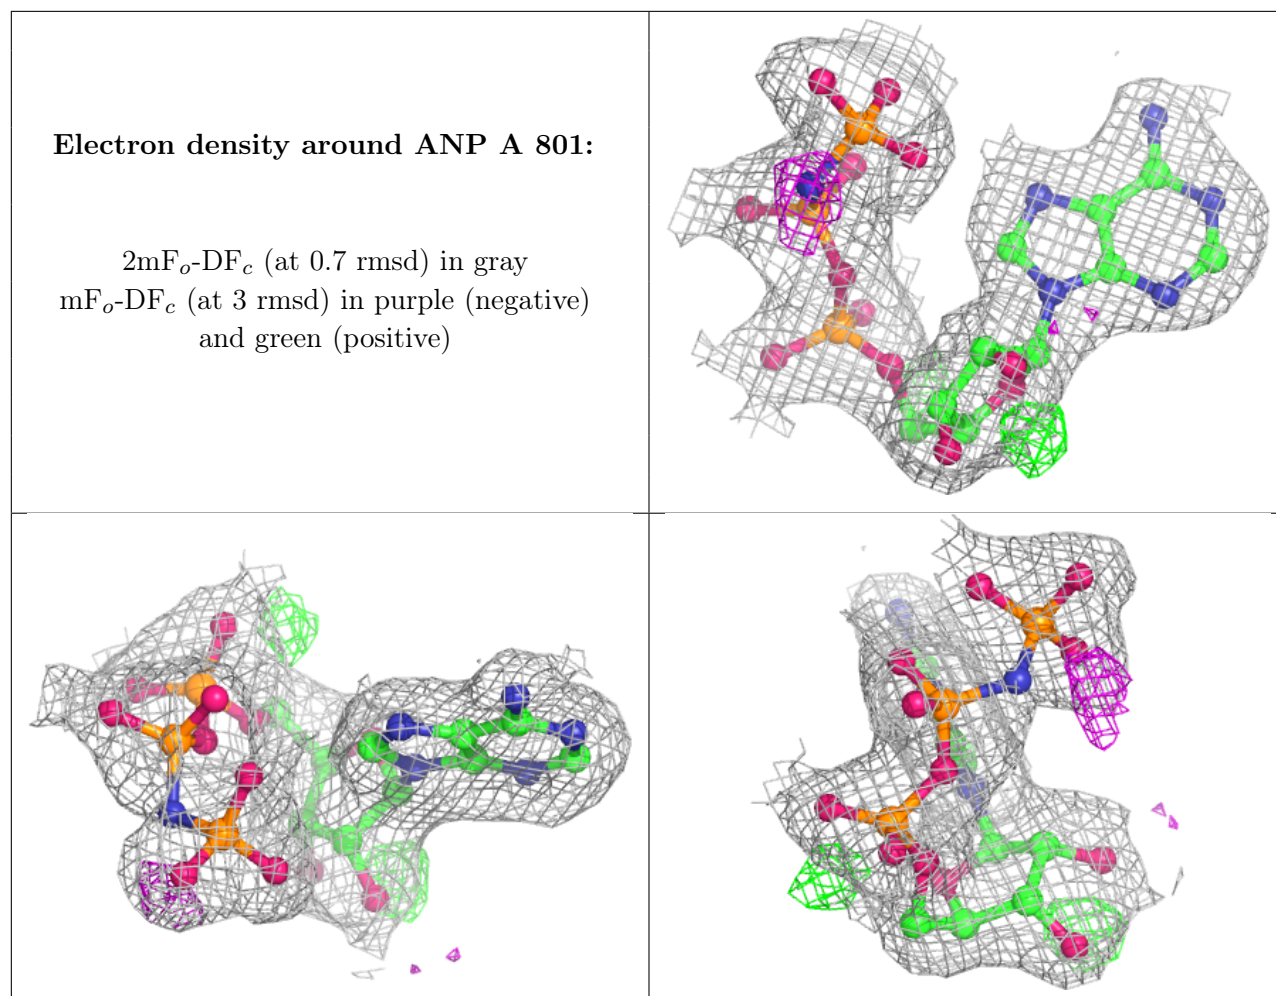 Electron density around ANP A 801:
2mFo-DFc (at 0.7 rmsd) in gray
mFo-DFc (at 3 rmsd) in purple (negative)
and green (positive)